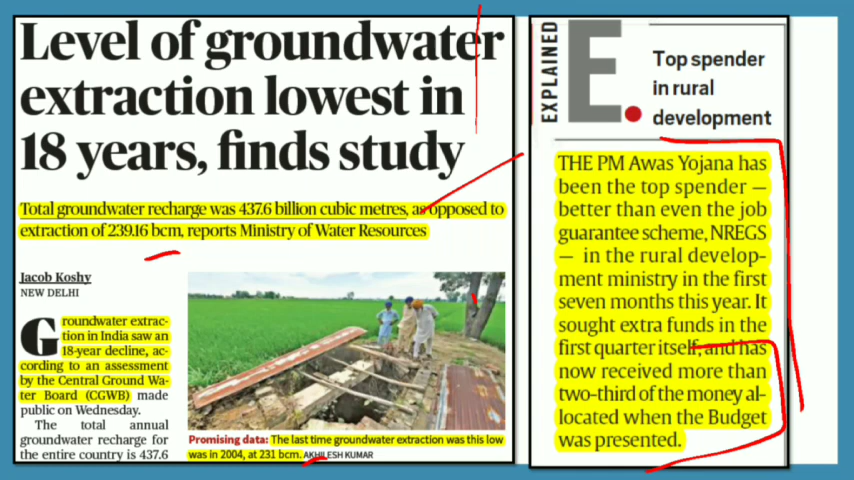 Level of groundwater
extraction lowest in
18 years, finds study
Total groundwater recharge was 437.6 billion cubic metres, as opposed to
extraction of 239.16 bcm, reports Ministry of Water Resources
Jacob Koshy
NEW DELHI
Groundwater extrac-
tion in India saw an
18-year decline, ac-
cording to an assessment
by the Central Ground Wa-
ter Board (CGWB) made
public on Wednesday.
The total annual
groundwater recharge for
the entire country is 437.6
Promising data: The last time groundwater extraction was this low
was in 2004, at 231 bcm. AKHILESH KUMAR
EXPLAINED
E.
Top spender
in rural
development
THE PM Awas Yojana has
been the top spender —
better than even the job
guarantee scheme, NREGS
— in the rural develop-
ment ministry in the first
seven months this year. It
sought extra funds in the
first quarter itself, and has
now received more than
two-third of the money al-
located when the Budget
was presented.